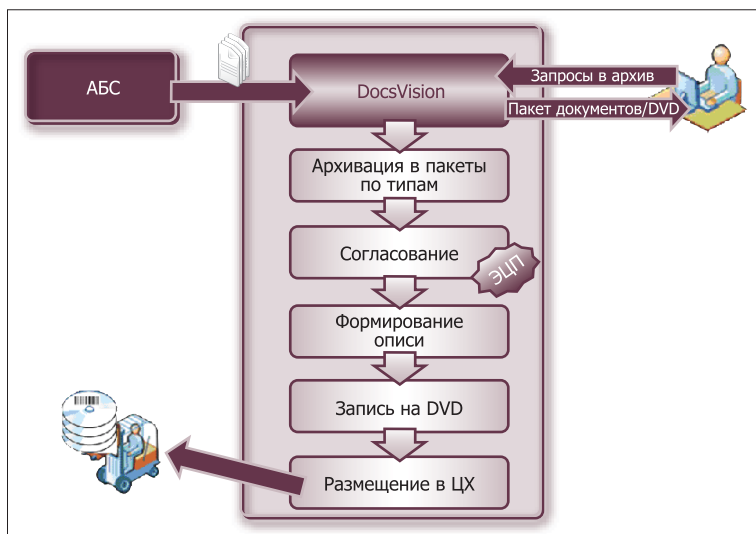 АБС
DocsVision
Запросы в архив
Пакет документов/DVD
Архивация в пакеты
по типам
Согласование
ЭЦП
Формирование
описи
Запись на DVD
Размещение в ЦХ